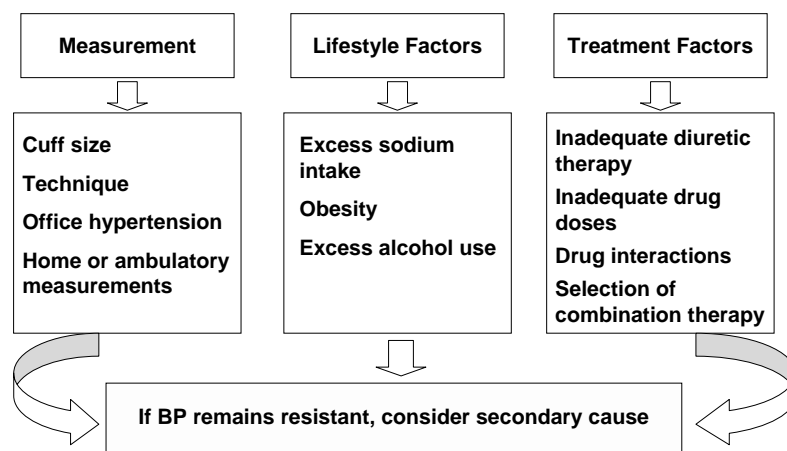 Measurement
Cuff size
Technique
Office hypertension
Home or ambulatory
measurements
Lifestyle Factors
Excess sodium
intake
Obesity
Excess alcohol use
Treatment Factors
Inadequate diuretic
therapy
Inadequate drug
doses
Drug interactions
Selection of
combination therapy
If BP remains resistant, consider secondary cause